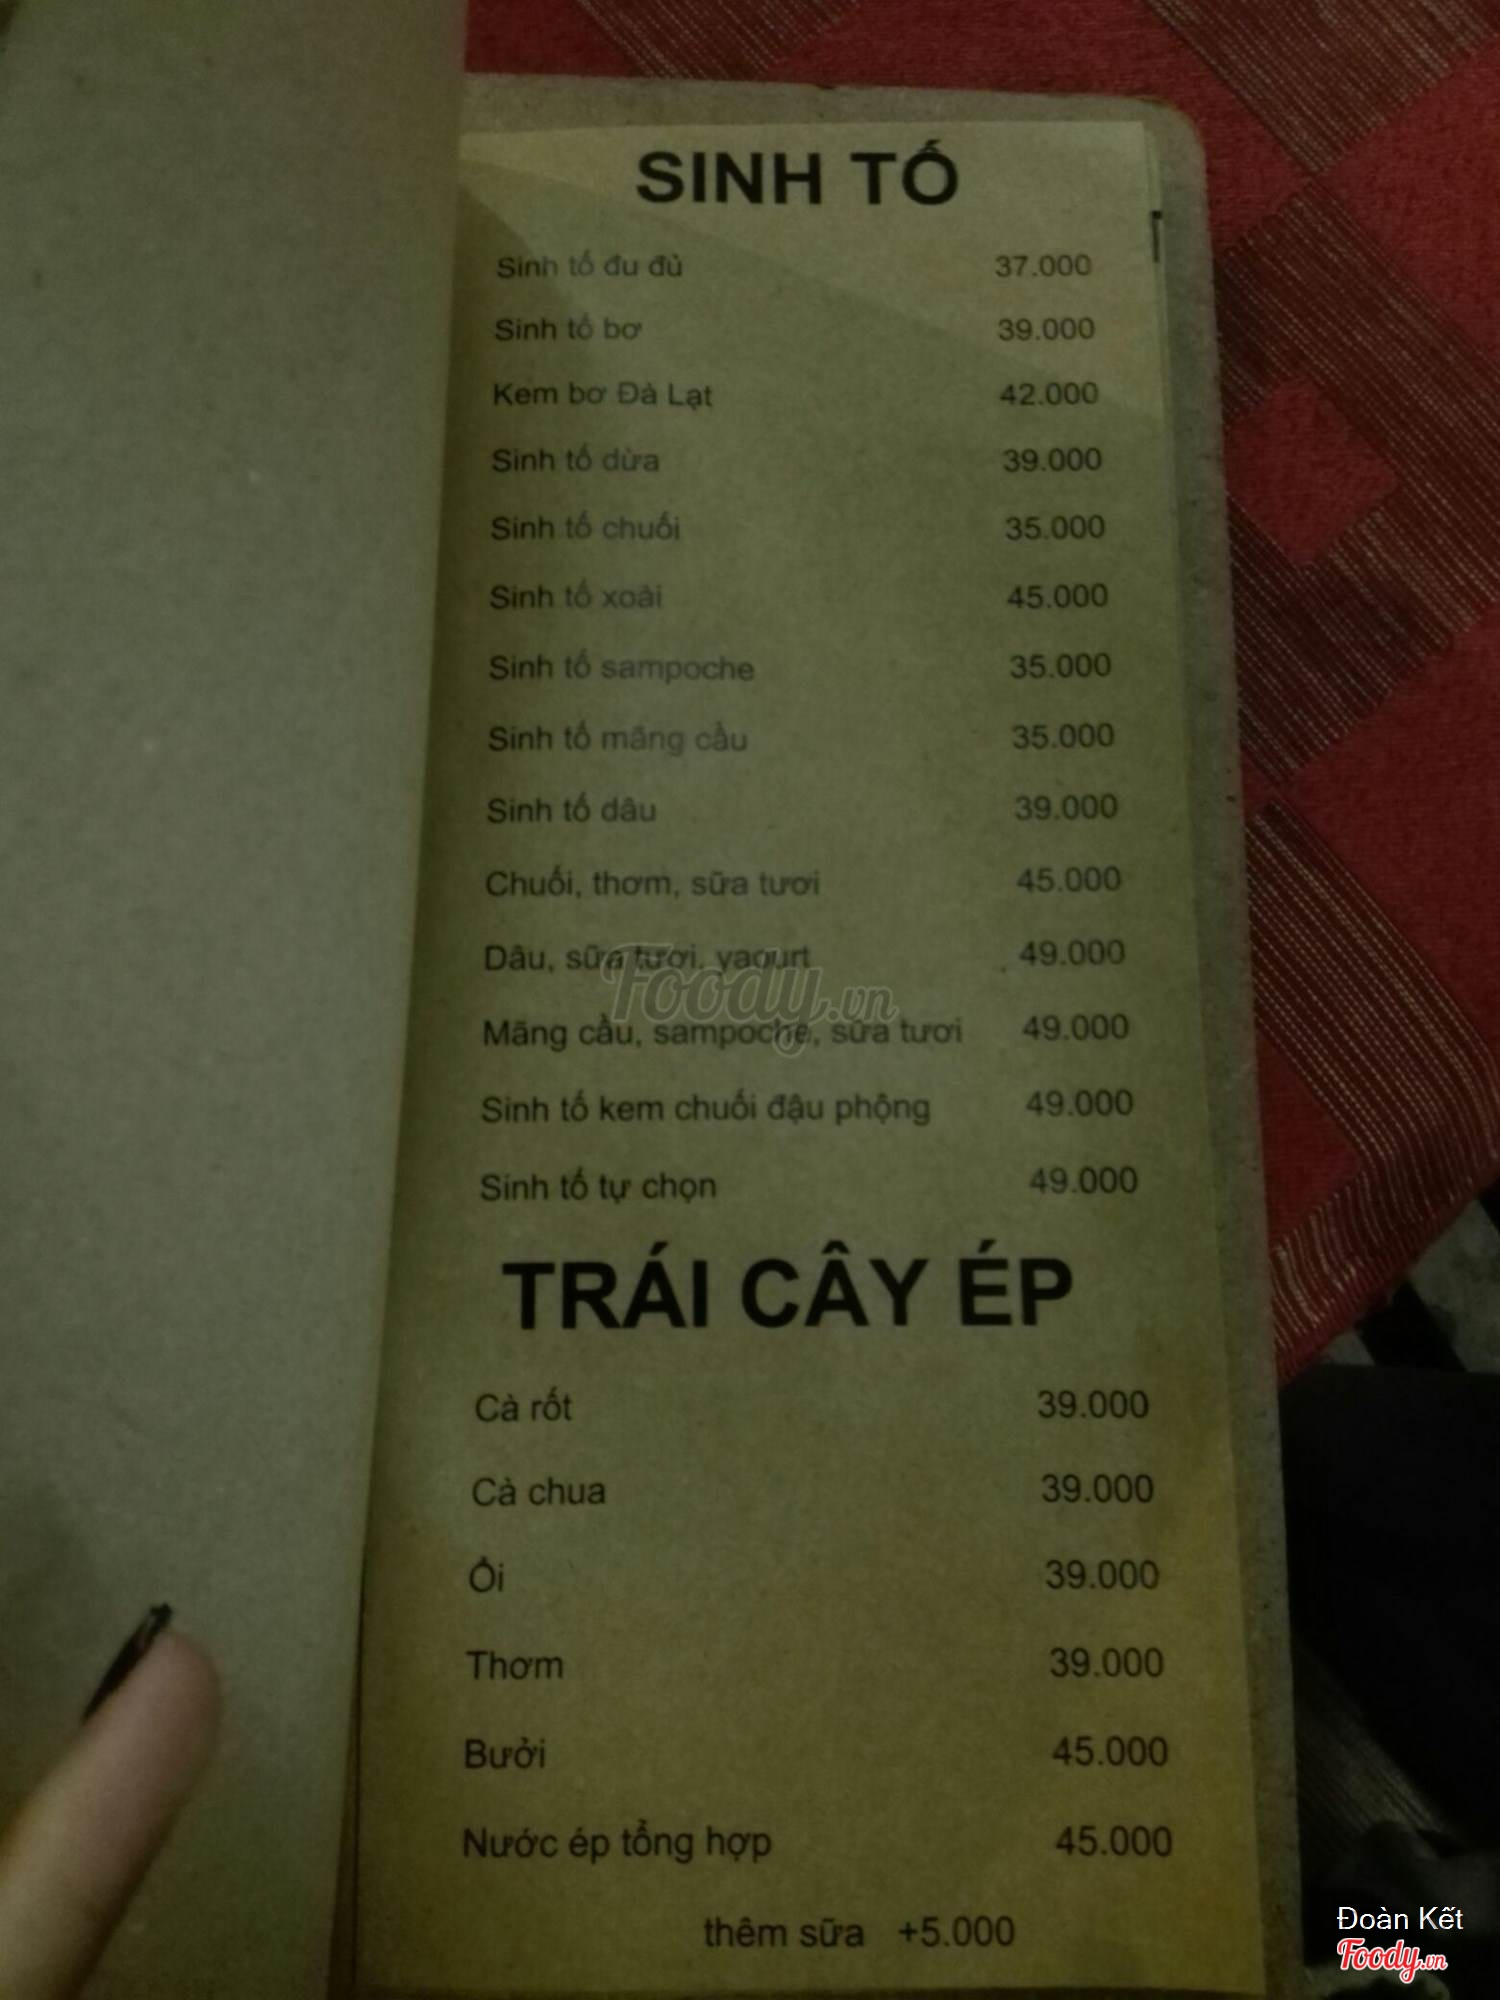 SINH TỐ
Sinh tố đu đủ 37.000
Sinh tố bơ 39.000
Kem bơ Đà Lạt 42.000
Sinh tố dừa 39.000
Sinh tố chuối 35.000
Sinh tố xoài 45.000
Sinh tố sampoche 35.000
Sinh tố mãng cầu 35.000
Sinh tố dâu 39.000
Chuối, thơm, sữa tươi 45.000
Dâu, sữa tươi, yaourt 49.000
Foody.vn
Mãng cầu, sampoche, sữa tươi 49.000
Sinh tố kem chuối đậu phộng 49.000
Sinh tố tự chọn 49.000
TRÁI CÂY ÉP
Cà rốt 39.000
Cà chua 39.000
Ổi 39.000
Thơm 39.000
Bưởi 45.000
Nước ép tổng hợp 45.000
thêm sữa +5.000
Đoàn Kết
Foody.vn